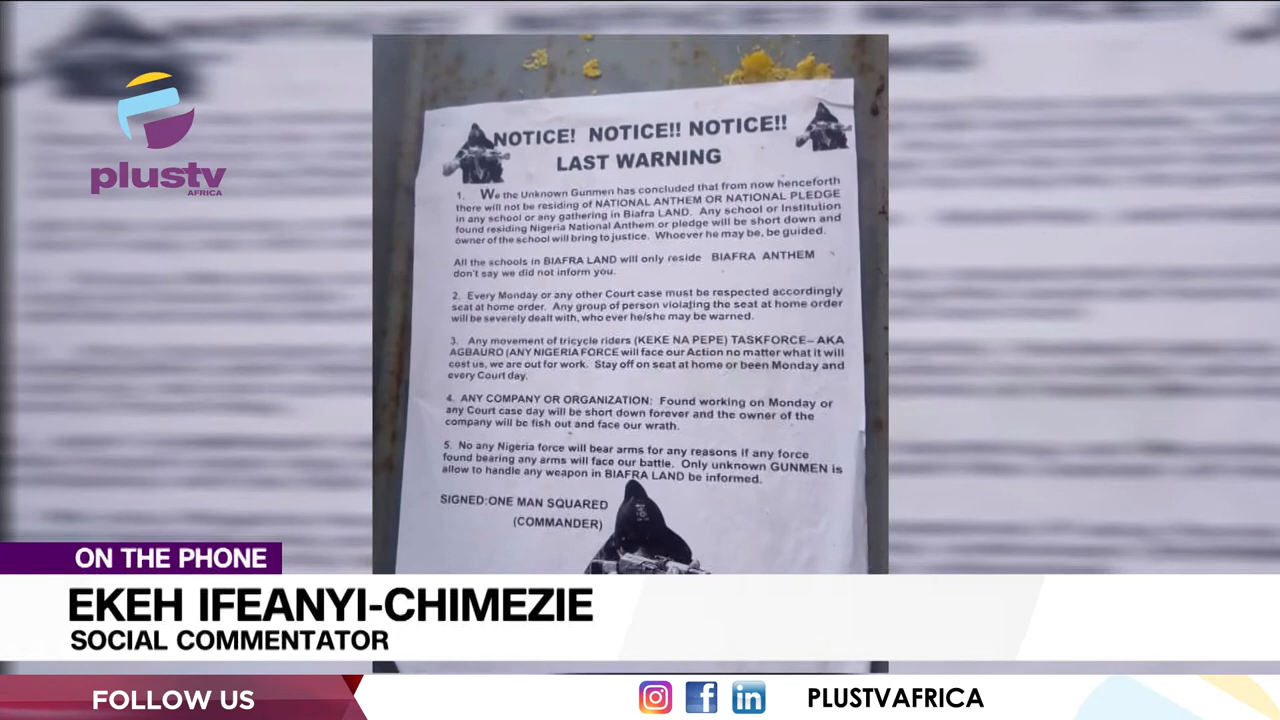 plustv
AFRICA
NOTICE! NOTICE!! NOTICE!!
LAST WARNING
1. We the Unknown Gunmen has concluded that from now henceforth
there will not be residing of NATIONAL ANTHEM OR NATIONAL PLEDGE
in any school or any gathering in Biafra LAND. Any school or Institution
found residing Nigeria National Anthem or pledge will be short down and
owner of the school will bring to justice. Whoever he may be, be guided.
All the schools in BIAFRA LAND will only reside BIAFRA ANTHEM
don't say we did not inform you.
2. Every Monday or any other Court case must be respected accordingly
seat at home order. Any group of person violating the seat at home order
will be severely dealt with, who ever he/she may be warned.
3. Any movement of tricycle riders (KEKE NA PEPE) TASKFORCE– AKA
AGBAURO (ANY NIGERIA FORCE will face our Action no matter what it will
cost us, we are out for work. Stay off on seat at home or been Monday and
every Court day.
4. ANY COMPANY OR ORGANIZATION: Found working on Monday or
any Court case day will be short down forever and the owner of the
company will be fish out and face our wrath.
5. No any Nigeria force will bear arms for any reasons if any force
found bearing any arms will face our battle. Only unknown GUNMEN is
allow to handle any weapon in BIAFRA LAND be informed.
SIGNED:ONE MAN SQUARED
(COMMANDER)
ON THE PHONE
EKEH IFEANYI-CHIMEZIE
SOCIAL COMMENTATOR
FOLLOW US
PLUSTVAFRICA